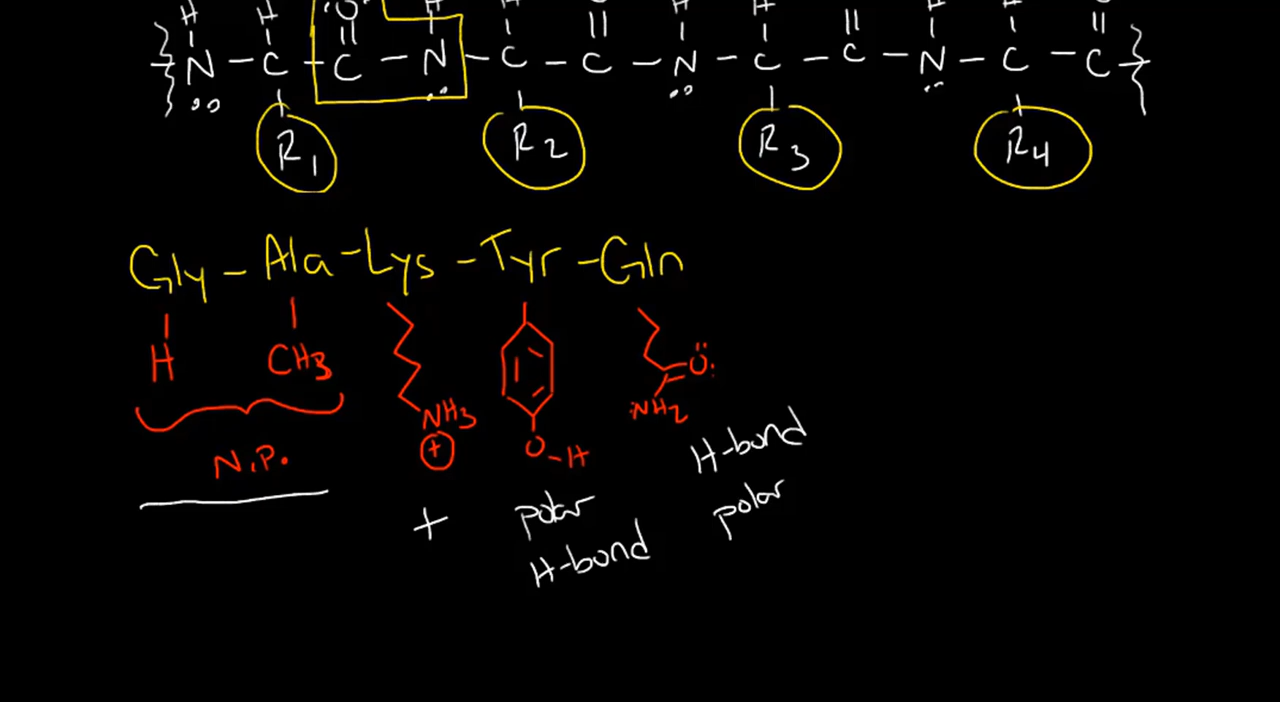 H H :O: H H C H H C H H O
N – C – C – N – C – C – N – C – C – N – C – C
R1 R2 R3 R4
Gly – Ala – Lys – Tyr – Gln
H CH3 NH3 + O–H NH2 O
N.P.
+ polar H-bond
H-bond polar